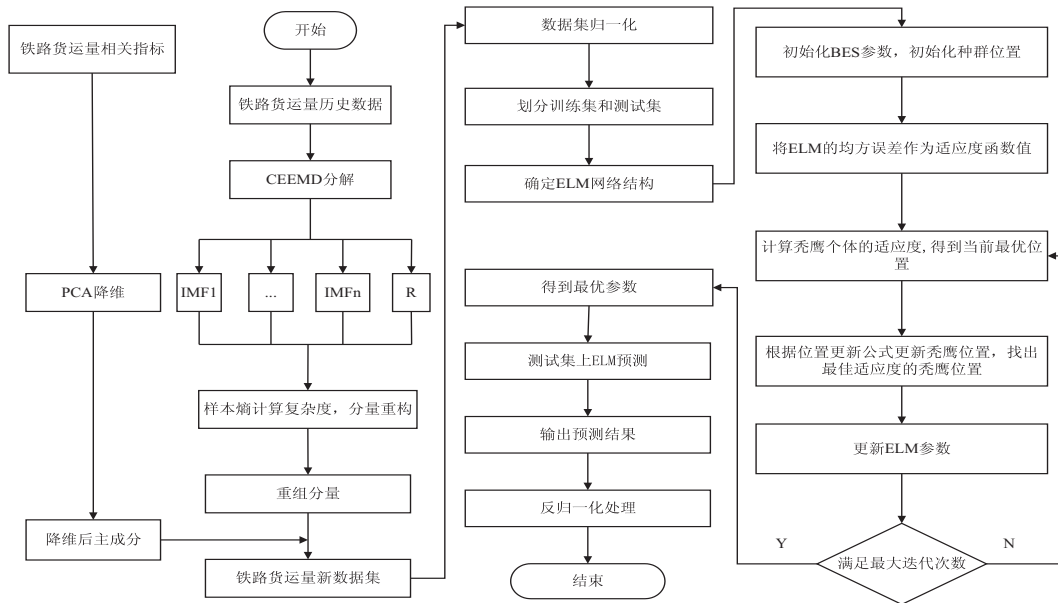 铁路货运量相关指标
PCA降维
降维后主成分
开始
铁路货运量历史数据
CEEMD分解
IMF1
...
IMFn
R
样本熵计算复杂度，分量重构
重组分量
铁路货运量新数据集
数据集归一化
划分训练集和测试集
确定ELM网络结构
初始化BES参数，初始化种群位置
将ELM的均方误差作为适应度函数值
计算秃鹰个体的适应度,得到当前最优位
置
根据位置更新公式更新秃鹰位置，找出
最佳适应度的秃鹰位置
更新ELM参数
满足最大迭代次数
Y
N
得到最优参数
测试集上ELM预测
输出预测结果
反归一化处理
结束